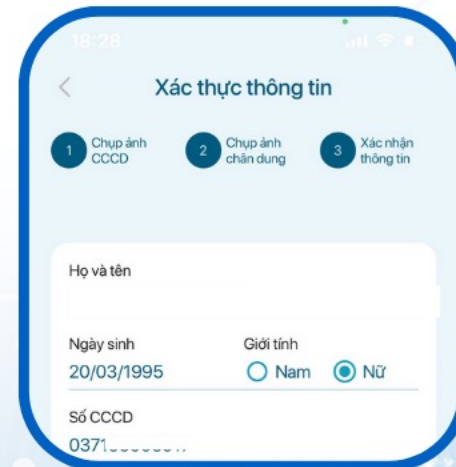 18:28
Xác thực thông tin
1 Chụp ảnh CCCD
2 Chụp ảnh chân dung
3 Xác nhận thông tin
Họ và tên
Ngày sinh
Giới tính
20/03/1995
Nam
Nữ
Số CCCD
0371